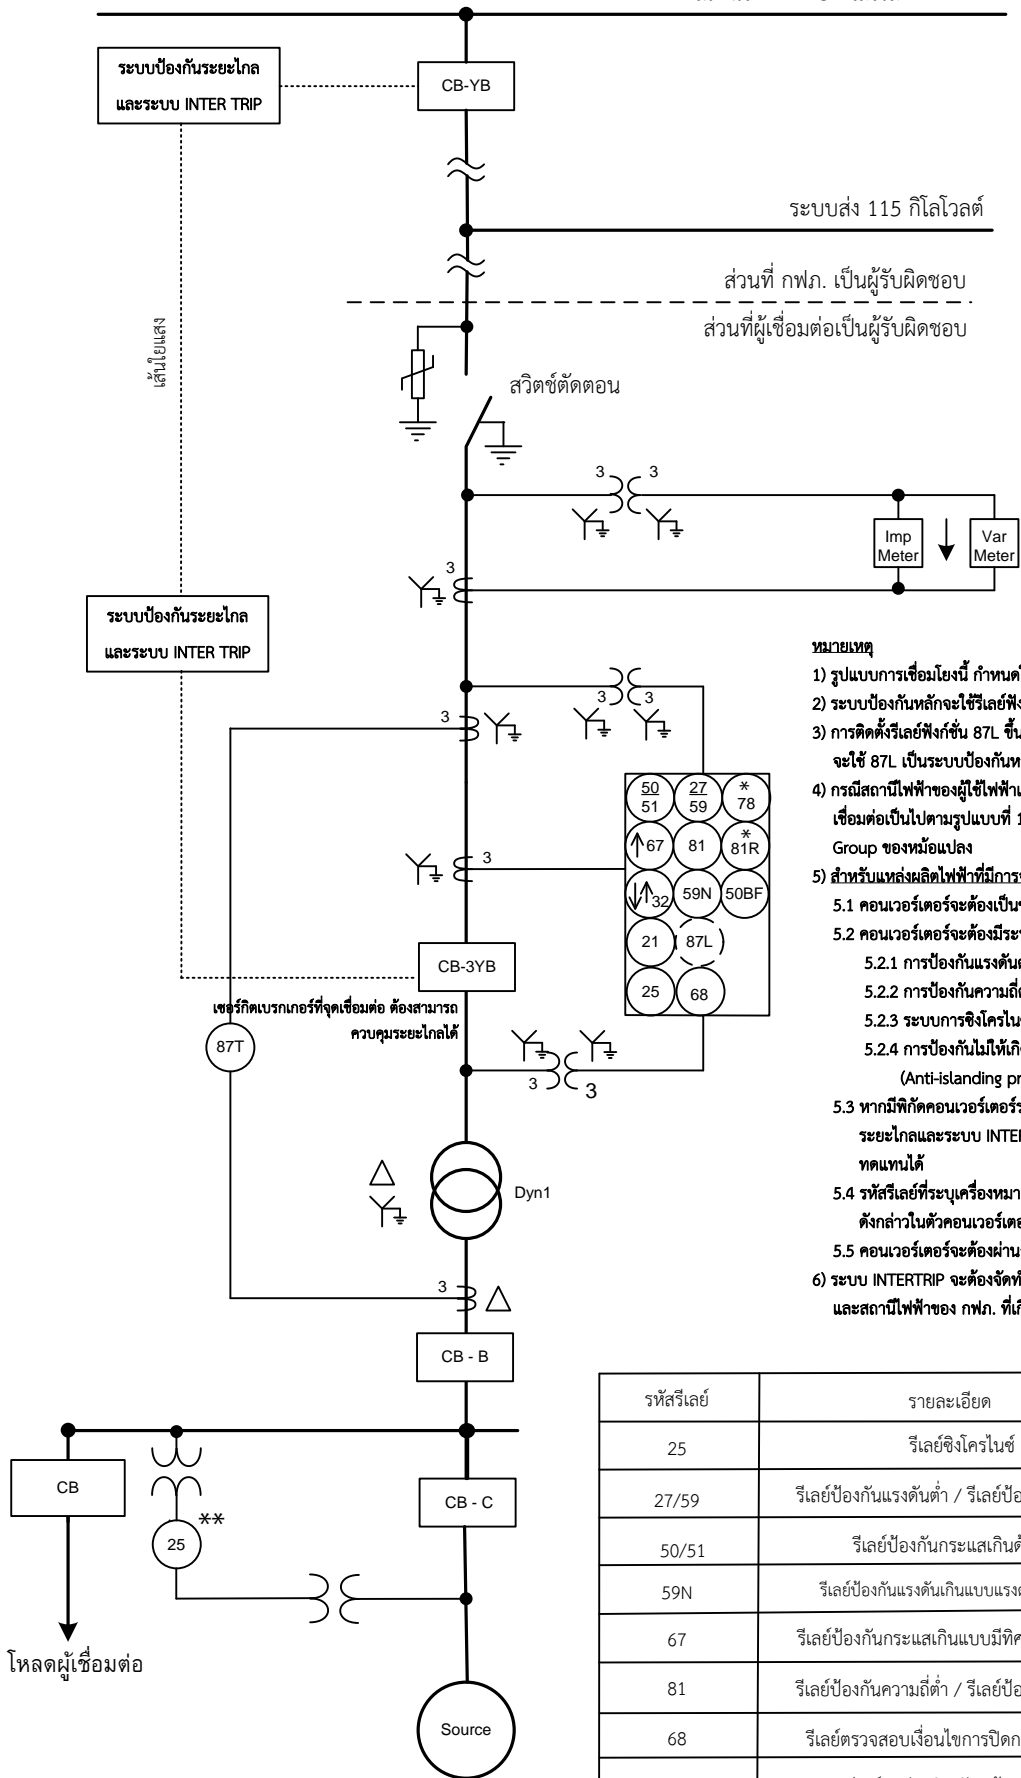 ระบบป้องกันระยะไกล
และระบบ INTER TRIP
CB-YB
ระบบส่ง 115 กิโลโวลต์
ส่วนที่ กฟภ. เป็นผู้รับผิดชอบ
ส่วนที่ผู้เชื่อมต่อเป็นผู้รับผิดชอบ
เส้นใยแสง
สวิตช์ตัดตอน
3 3
Imp
Meter
Var
Meter
3
ระบบป้องกันระยะไกล
และระบบ INTER TRIP
3 3
3
50
51
27
59
*
78
67
81
*
81R
3
32
59N
50BF
21
87L
25
68
CB-3YB
เซอร์กิตเบรกเกอร์ที่จุดเชื่อมต่อ ต้องสามารถ
ควบคุมระยะไกลได้
87T
3 3
Dyn1
3
CB - B
CB
25
**
CB - C
โหลดผู้เชื่อมต่อ
Source
หมายเหตุ
1) รูปแบบการเชื่อมโยงนี้ กำหนด
2) ระบบป้องกันหลักจะใช้รีเลย์
3) การติดตั้งรีเลย์ฟังก์ชั่น 87L ขึ้น
จะใช้ 87L เป็นระบบป้องกัน
4) กรณีสถานีไฟฟ้าของผู้ใช้ไฟฟ้า
เชื่อมต่อเป็นไปตามรูปแบบที่ 1
Group ของหม้อแปลง
5) สำหรับแหล่งผลิตไฟฟ้าที่มีการ
5.1 คอนเวอร์เตอร์จะต้องเป็น
5.2 คอนเวอร์เตอร์จะต้องมี
5.2.1 การป้องกันแรงดัน
5.2.2 การป้องกันความถี่
5.2.3 ระบบการซิงโครไน
5.2.4 การป้องกันไม่ให้
(Anti-islanding pr
5.3 หากมีพิกัดคอนเวอร์เตอร์
ระยะไกลและระบบ INTER
ทดแทนได้
5.4 รหัสรีเลย์ที่ระบุเครื่องหมา
ดังกล่าวในตัวคอนเวอร์เตอ
5.5 คอนเวอร์เตอร์จะต้องผ่าน
6) ระบบ INTERTRIP จะต้องจัดทำ
และสถานีไฟฟ้าของ กฟภ. ที่
รหัสรีเลย์ รายละเอียด
25 รีเลย์ซิงโครไนซ์
27/59 รีเลย์ป้องกันแรงดันต่ำ / รีเลย์ป้อ
50/51 รีเลย์ป้องกันกระแสเกิน
59N รีเลย์ป้องกันแรงดันเกินแบบแรง
67 รีเลย์ป้องกันกระแสเกินแบบมีทิศ
81 รีเลย์ป้องกันความถี่ต่ำ / รีเลย์ป้อ
68 รีเลย์ตรวจสอบเงื่อนไขการปิด